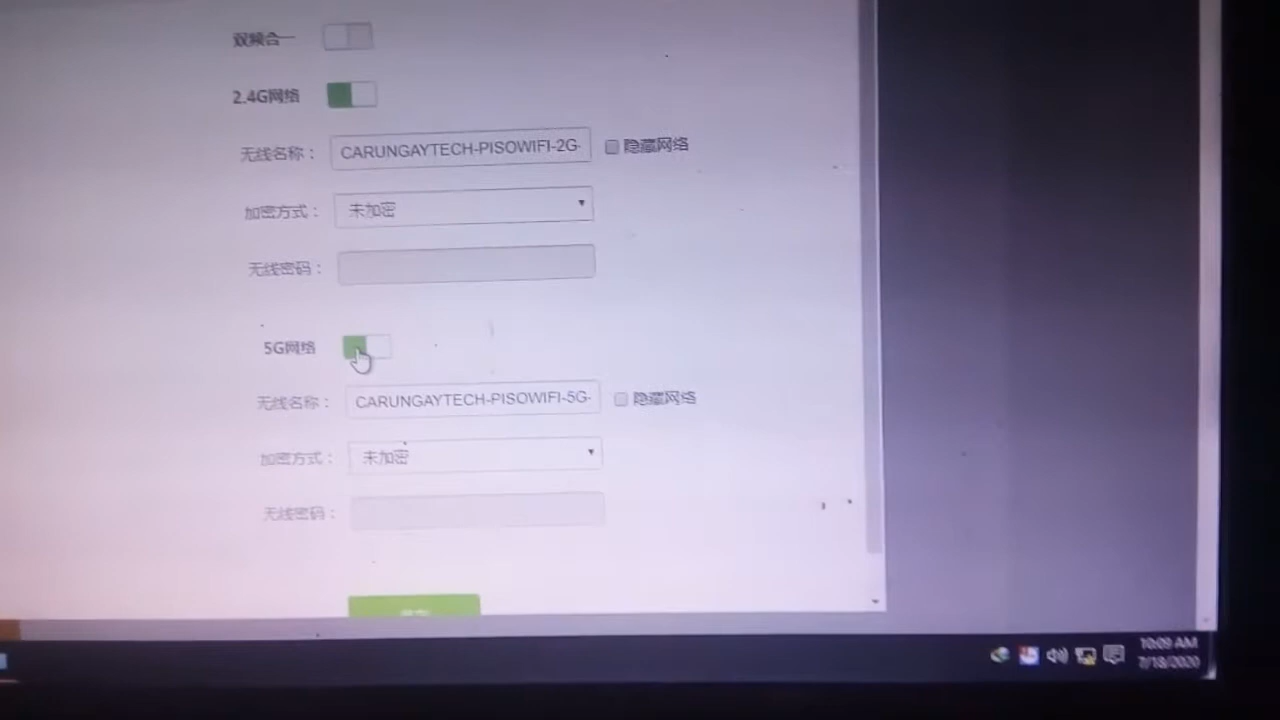 双频合一
2.4G网络
无线名称： CARUNGAYTECH-PISOWIFI-2G- 隐藏网络
加密方式： 未加密
无线密码：
5G网络
无线名称： CARUNGAYTECH-PISOWIFI-5G- 隐藏网络
加密方式： 未加密
无线密码：
10:09 AM
7/18/2020